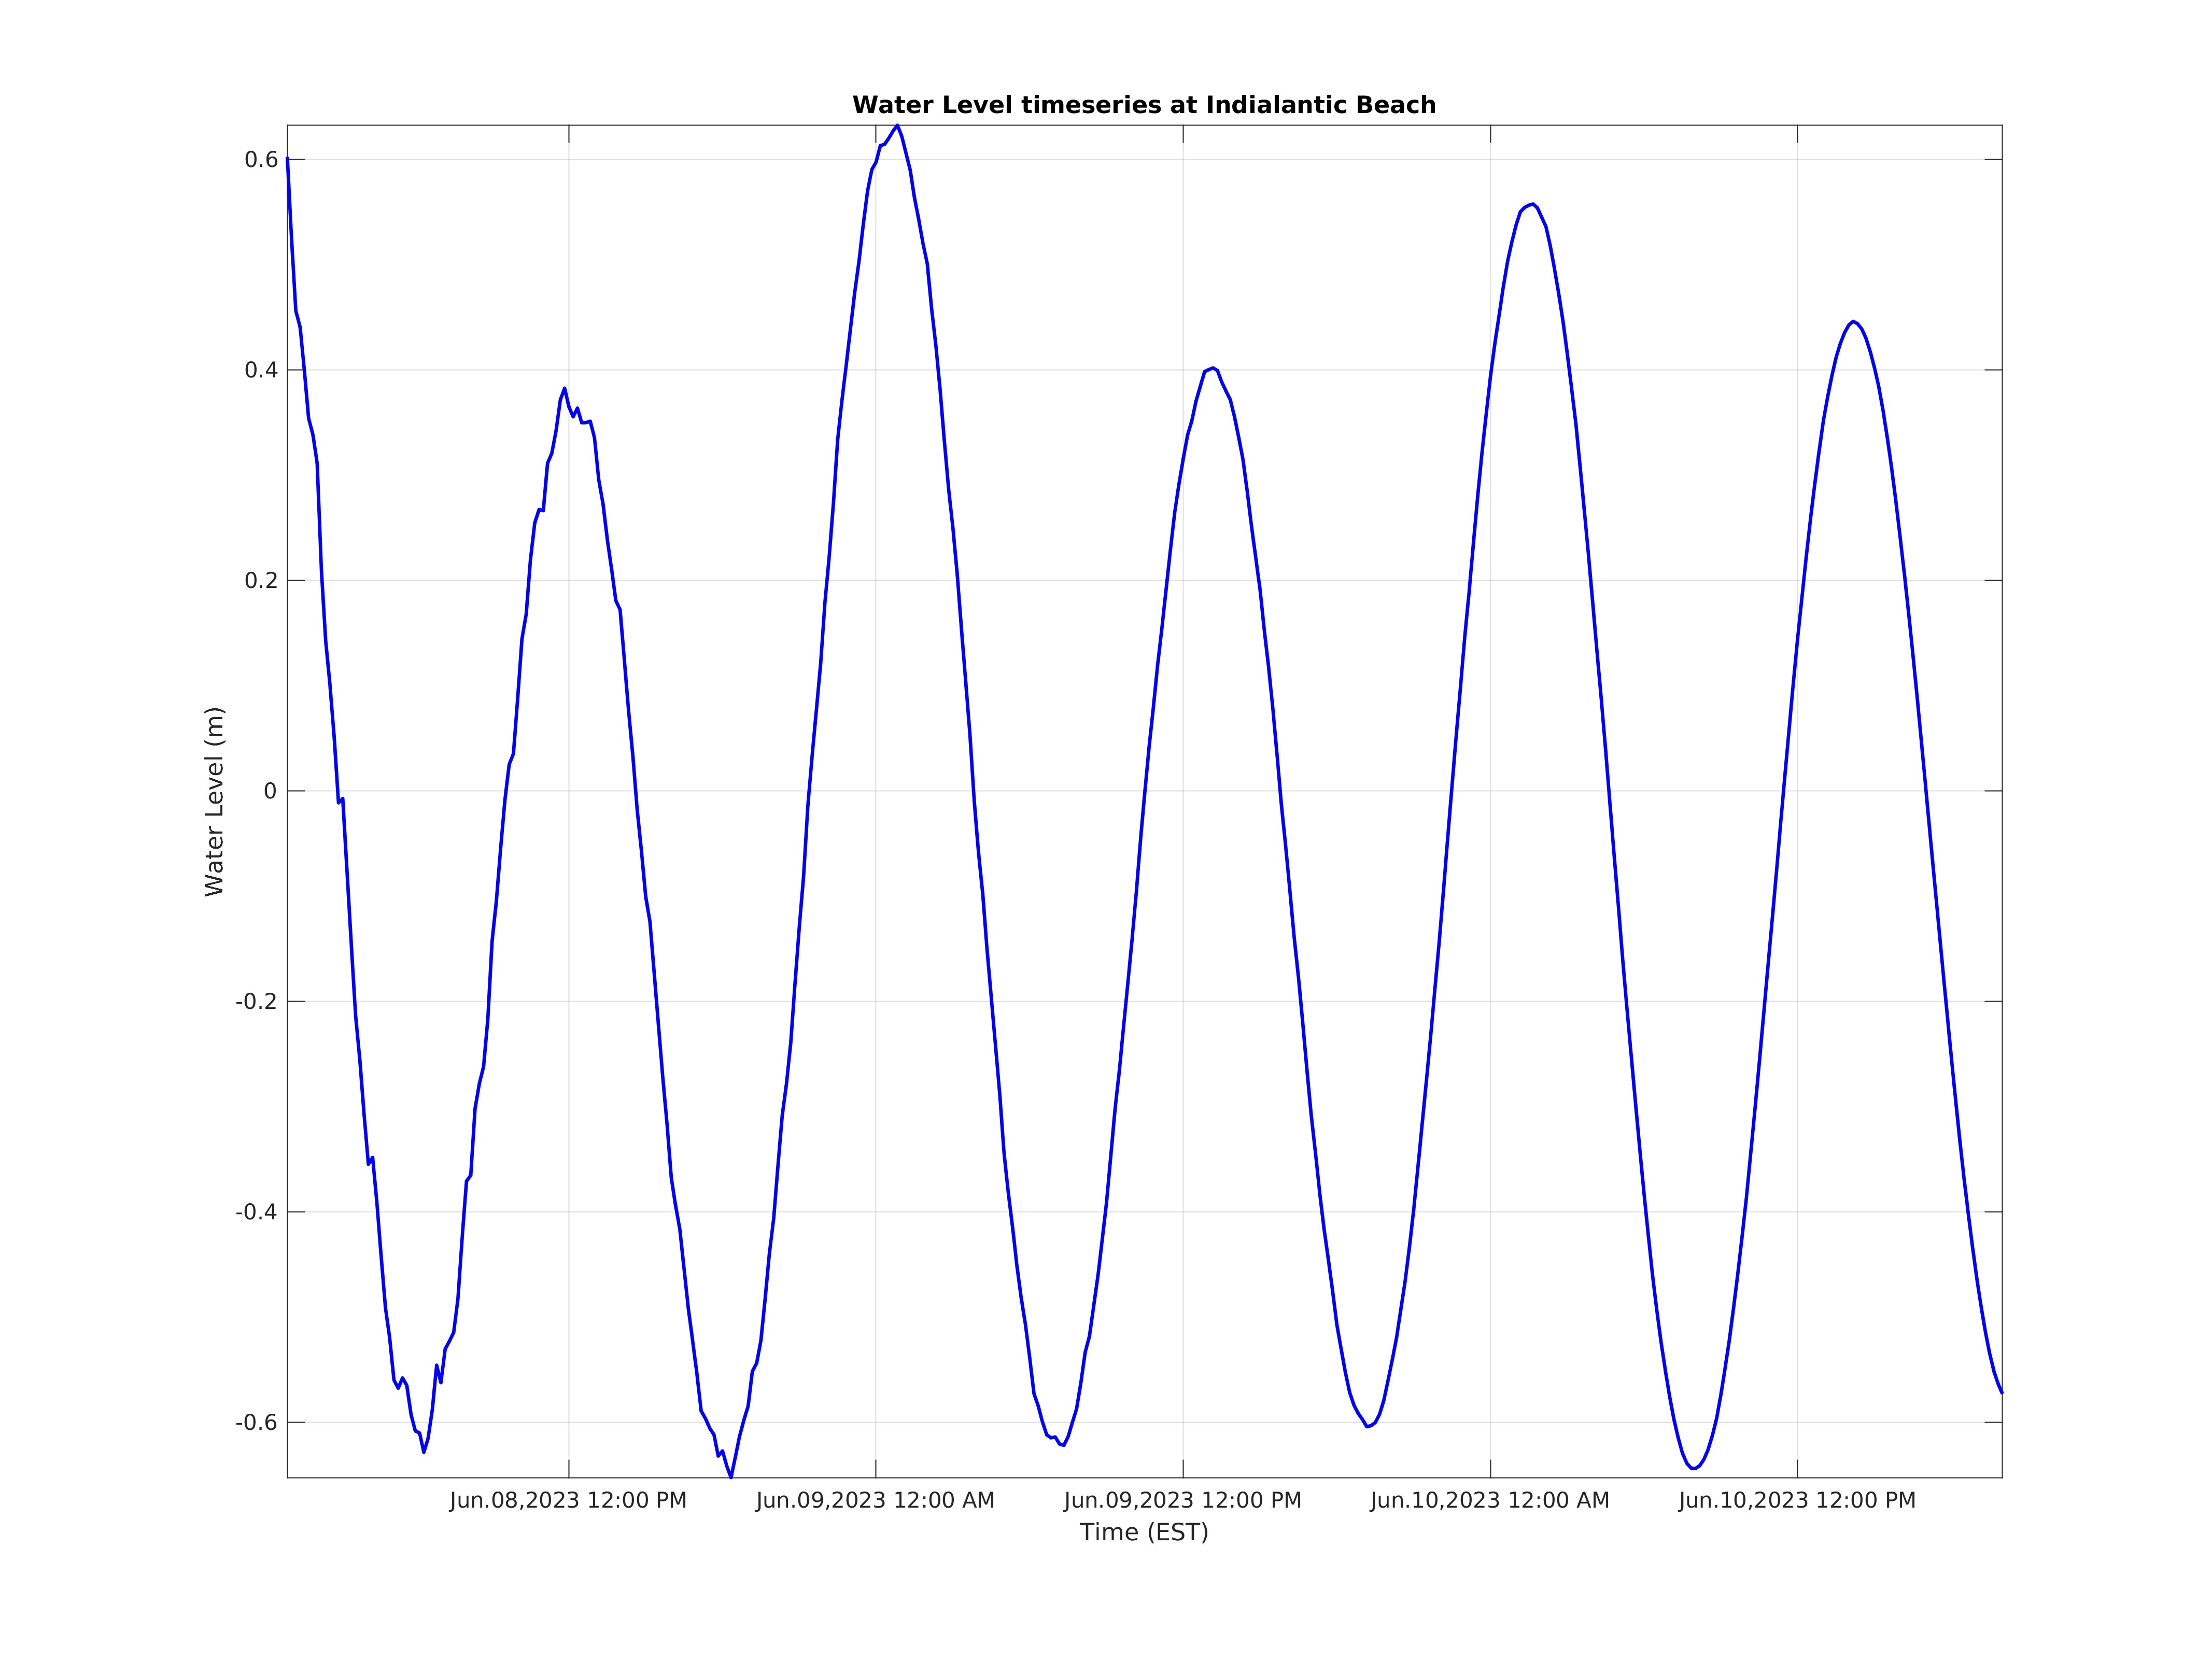 Water Level timeseries at Indialantic Beach
0.6
0.4
0.2
0
-0.2
-0.4
-0.6
Water Level (m)
Jun.08,2023 12:00 PM
Jun.09,2023 12:00 AM
Jun.09,2023 12:00 PM
Jun.10,2023 12:00 AM
Jun.10,2023 12:00 PM
Time (EST)